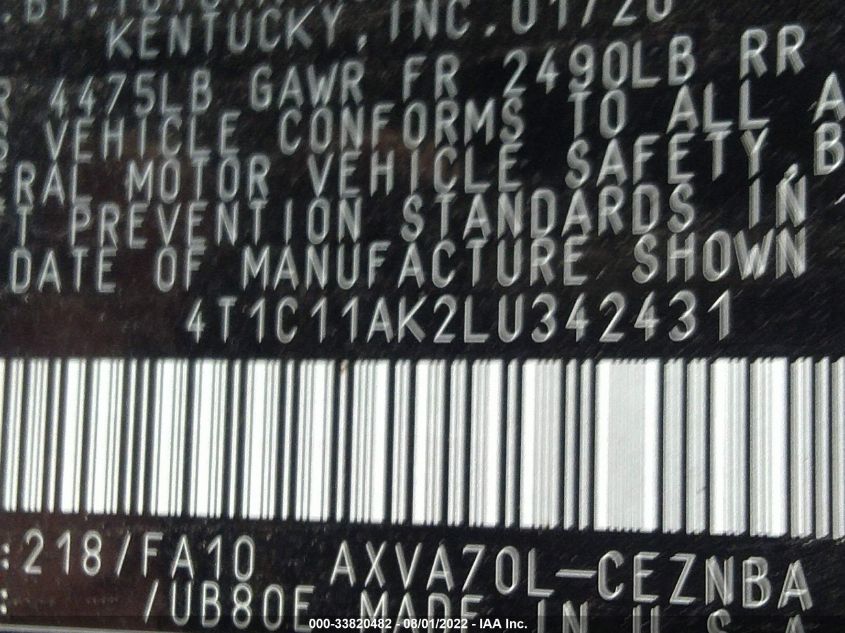 KENTUCKY, INC. 01/20
4475LB GAWR FR 2490LB RR
VEHICLE CONFORMS TO ALL A
ERAL MOTOR VEHICLE SAFETY, B
T PREVENTION STANDARDS IN
DATE OF MANUFACTURE SHOWN
4T1C11AK2LU342431
:218/FA10 AXVA70L-CEZNBA
: /UB80E MADE IN U.S.A
000-33820482 - 08/01/2022 - IAA Inc.